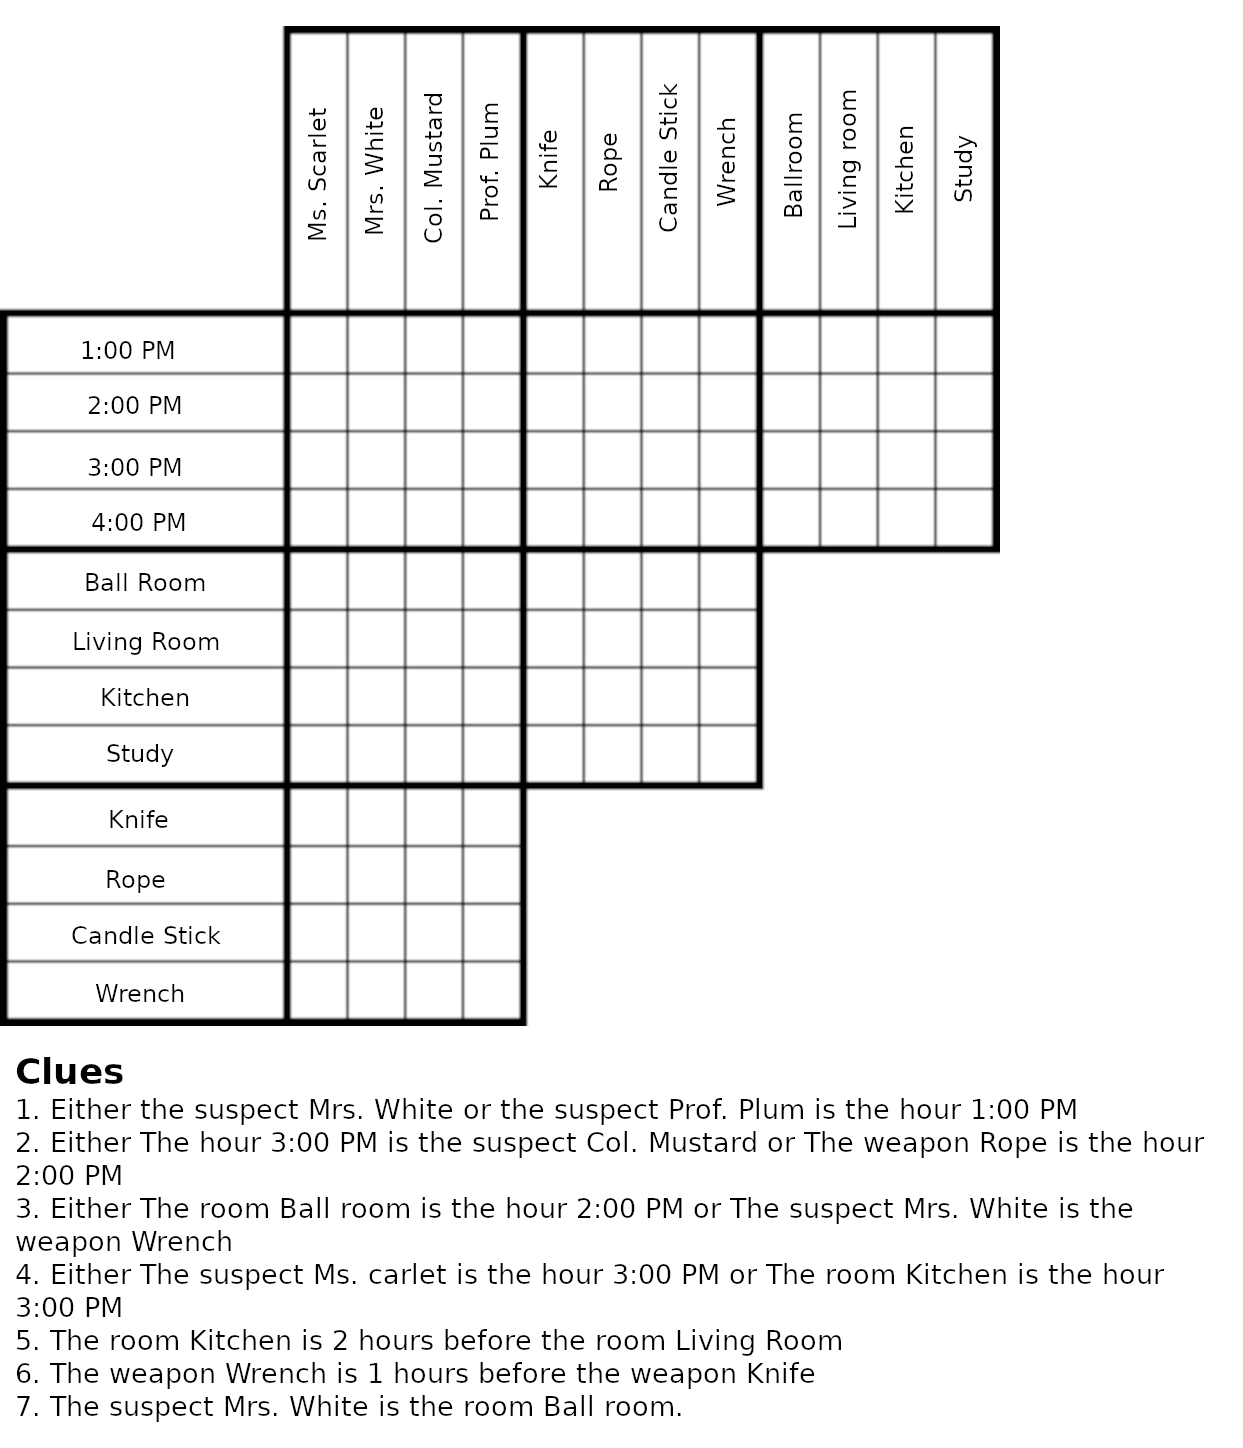 Ms. Scarlet
Mrs. White
Col. Mustard
Prof. Plum
Knife
Rope
Candle Stick
Wrench
Ballroom
Living room
Kitchen
Study
1:00 PM
2:00 PM
3:00 PM
4:00 PM
Ball Room
Living Room
Kitchen
Study
Knife
Rope
Candle Stick
Wrench
Clues
1. Either the suspect Mrs. White or the suspect Prof. Plum is the hour 1:00 PM
2. Either The hour 3:00 PM is the suspect Col. Mustard or The weapon Rope is the hour
2:00 PM
3. Either The room Ball room is the hour 2:00 PM or The suspect Mrs. White is the
weapon Wrench
4. Either The suspect Ms. carlet is the hour 3:00 PM or The room Kitchen is the hour
3:00 PM
5. The room Kitchen is 2 hours before the room Living Room
6. The weapon Wrench is 1 hours before the weapon Knife
7. The suspect Mrs. White is the room Ball room.